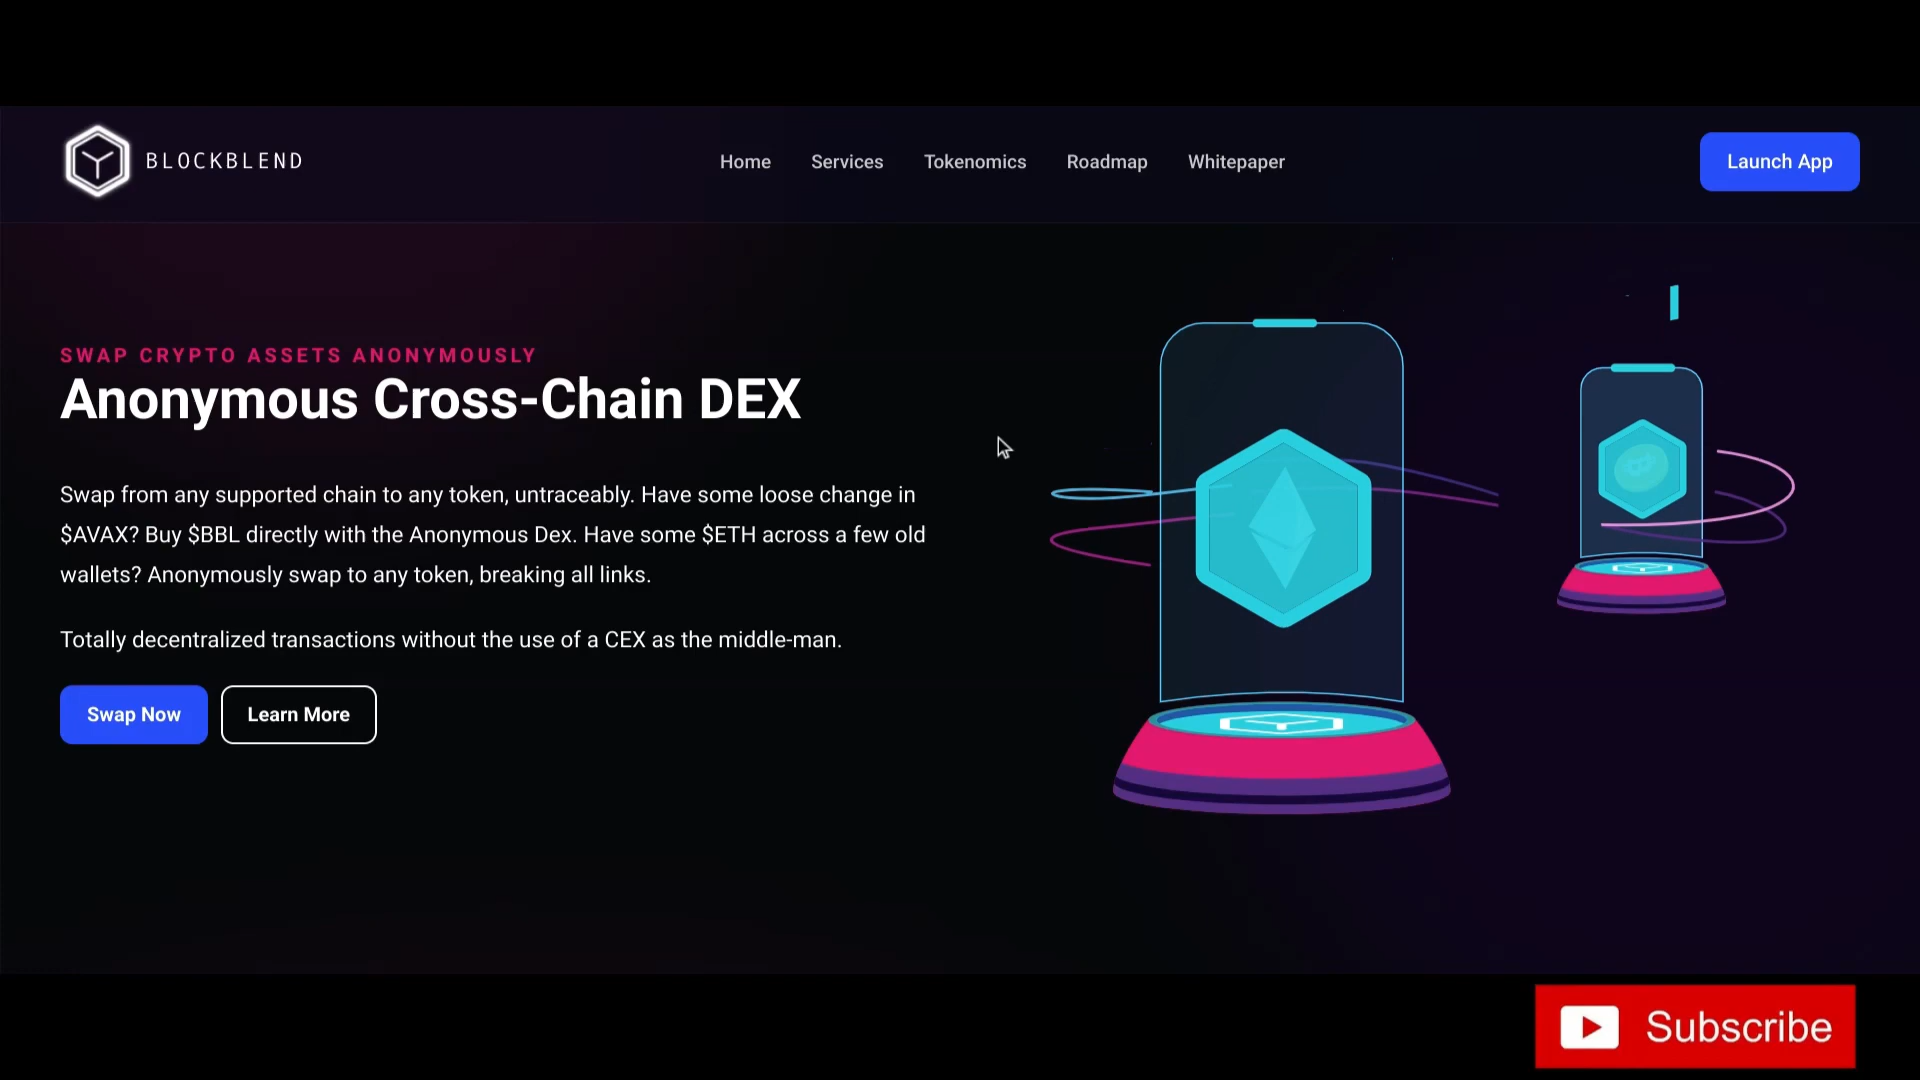 BLOCKBLEND
Home
Services
Tokenomics
Roadmap
Whitepaper
Launch App
SWAP CRYPTO ASSETS ANONYMOUSLY
Anonymous Cross-Chain DEX
Swap from any supported chain to any token, untraceably. Have some loose change in
$AVAX? Buy $BBL directly with the Anonymous Dex. Have some $ETH across a few old
wallets? Anonymously swap to any token, breaking all links.
Totally decentralized transactions without the use of a CEX as the middle-man.
Swap Now
Learn More
Subscribe